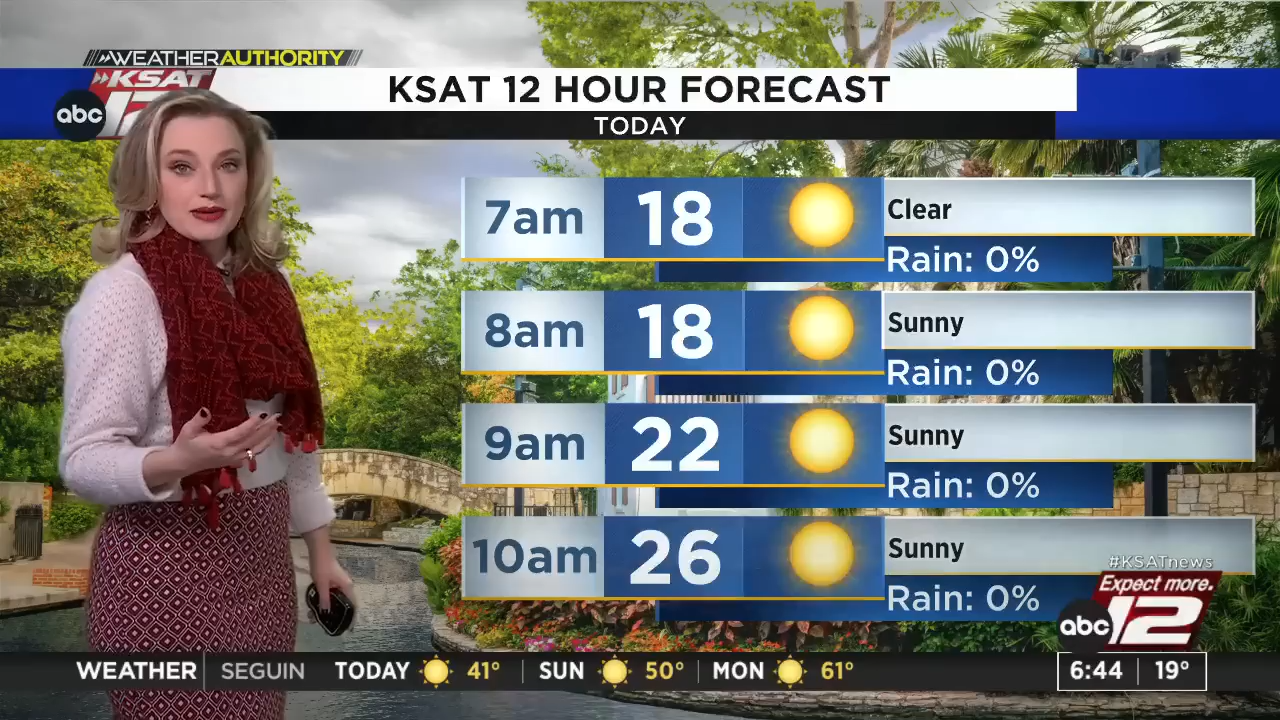 WEATHER AUTHORITY
KSAT
12
abc
KSAT 12 HOUR FORECAST
TODAY
7am 18 Clear
Rain: 0%
8am 18 Sunny
Rain: 0%
9am 22 Sunny
Rain: 0%
10am 26 Sunny
Rain: 0%
#KSATnews
Expect more.
abc 12
WEATHER SEGUIN TODAY 41° SUN 50° MON 61° 6:44 19°